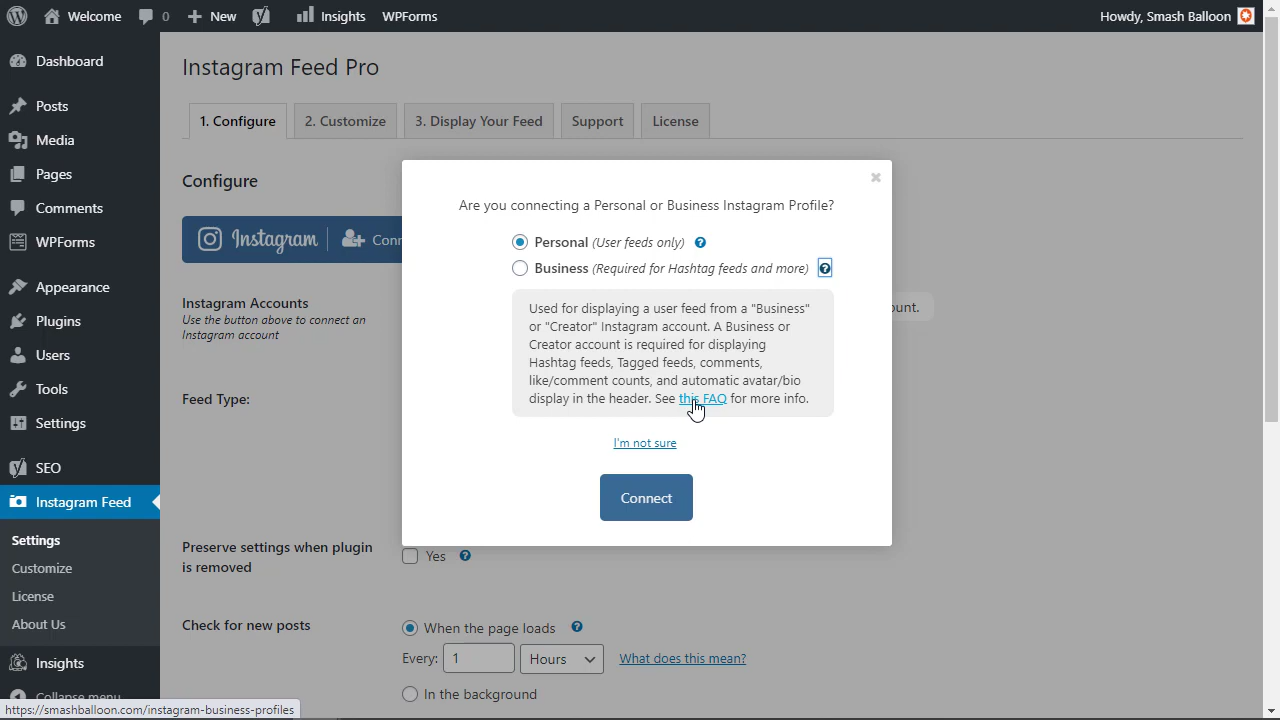 Welcome
0
New
Insights
WPForms
Howdy, Smash Balloon
Dashboard
Posts
Media
Pages
Comments
WPForms
Appearance
Plugins
Users
Tools
Settings
SEO
Instagram Feed
Settings
Customize
License
About Us
Insights
Collapse menu
https://smashballoon.com/instagram-business-profiles
Instagram Feed Pro
1. Configure
2. Customize
3. Display Your Feed
Support
License
Configure
Instagram
Instagram Accounts
Use the button above to connect an
Instagram account
Feed Type:
Preserve settings when plugin
is removed
Yes
Check for new posts
When the page loads
Every: 1 Hours What does this mean?
In the background
Are you connecting a Personal or Business Instagram Profile?
Personal (User feeds only)
Business (Required for Hashtag feeds and more)
Used for displaying a user feed from a "Business"
or "Creator" Instagram account. A Business or
Creator account is required for displaying
Hashtag feeds, Tagged feeds, comments,
like/comment counts, and automatic avatar/bio
display in the header. See this FAQ for more info.
I'm not sure
Connect